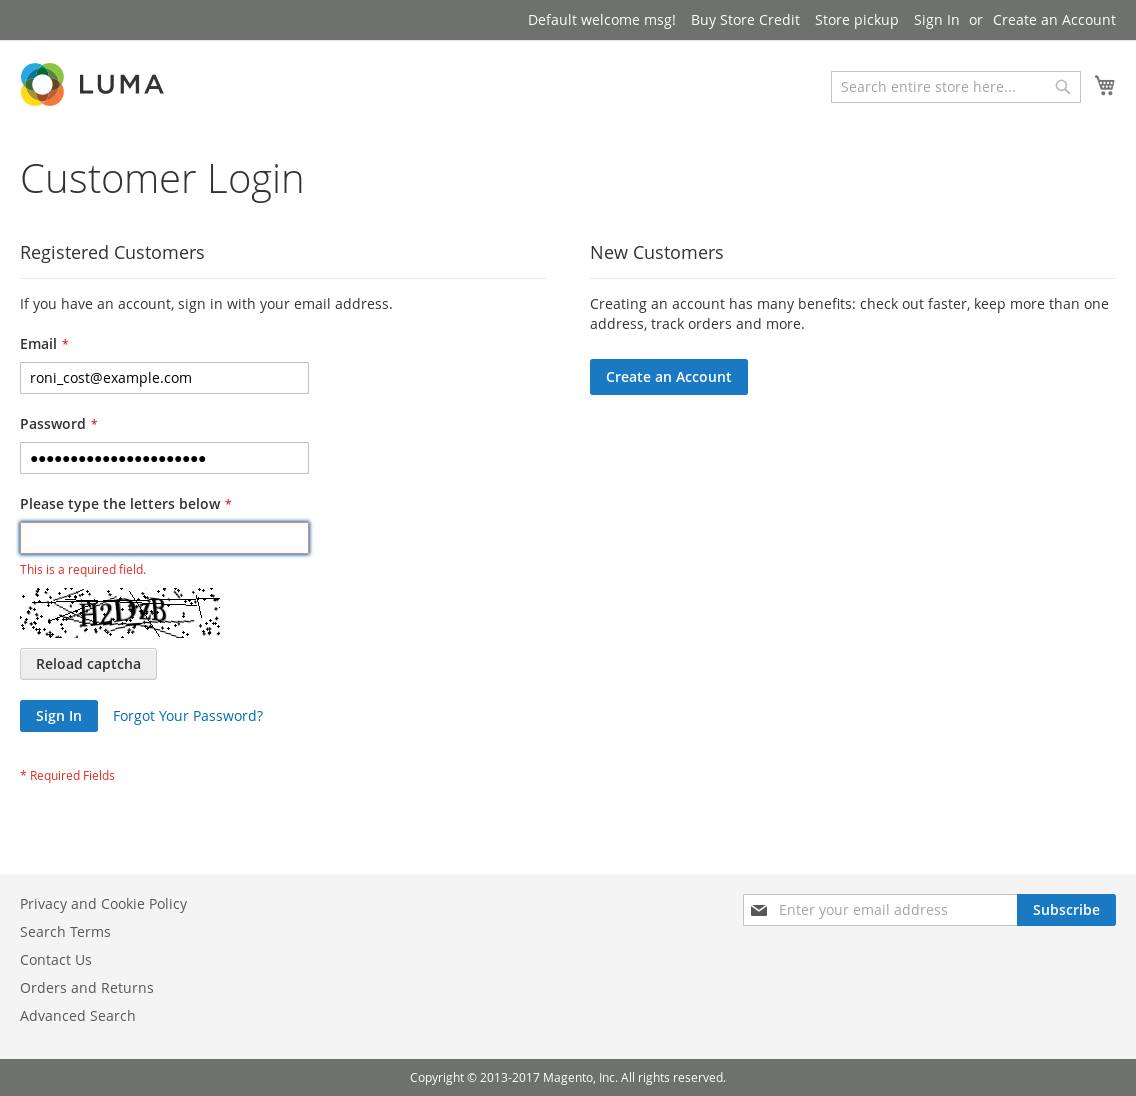 Default welcome msg! Buy Store Credit Store pickup Sign In or Create an Account
LUMA
Search entire store here...
Customer Login
Registered Customers
If you have an account, sign in with your email address.
Email *
roni_cost@example.com
Password *
Please type the letters below *
This is a required field.
Reload captcha
Sign In Forgot Your Password?
* Required Fields
New Customers
Creating an account has many benefits: check out faster, keep more than one
address, track orders and more.
Create an Account
Privacy and Cookie Policy
Search Terms
Contact Us
Orders and Returns
Advanced Search
Enter your email address
Subscribe
Copyright © 2013-2017 Magento, Inc. All rights reserved.